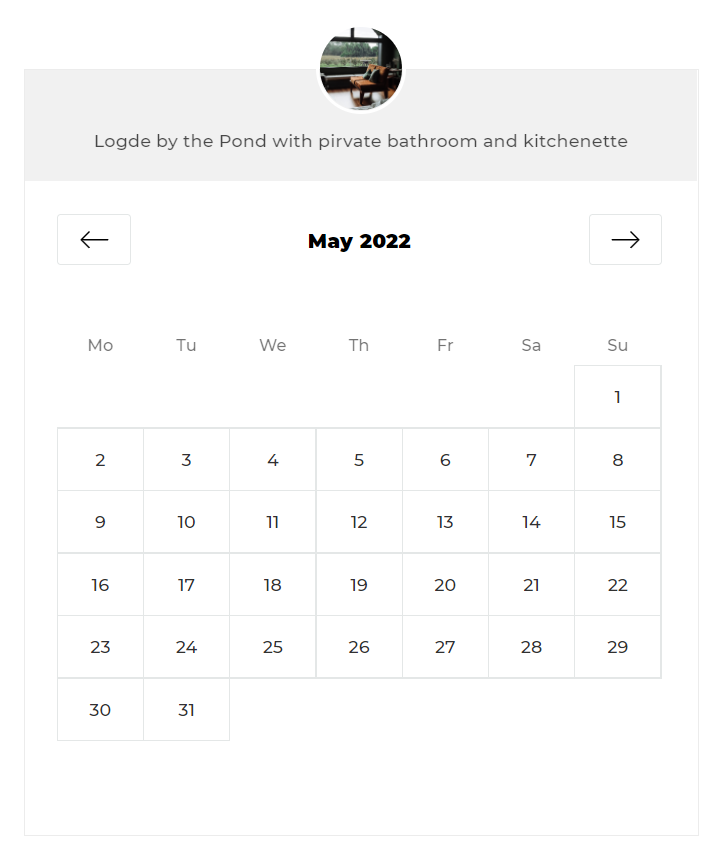 Logde by the Pond with pirvate bathroom and kitchenette
May 2022
Mo Tu We Th Fr Sa Su
1
2 3 4 5 6 7 8
9 10 11 12 13 14 15
16 17 18 19 20 21 22
23 24 25 26 27 28 29
30 31